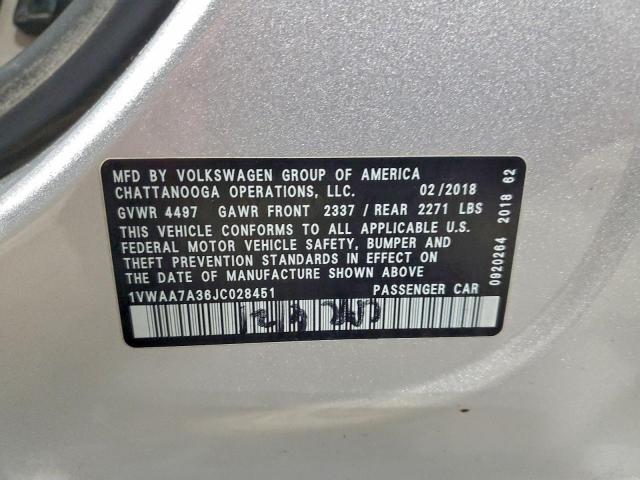 MFD BY VOLKSWAGEN GROUP OF AMERICA
CHATTANOOGA OPERATIONS, LLC. 02/2018
GVWR 4497 GAWR FRONT 2337/REAR 2271 LBS
THIS VEHICLE CONFORMS TO ALL APPLICABLE U.S.
FEDERAL MOTOR VEHICLE SAFETY, BUMPER AND
THEFT PREVENTION STANDARDS IN EFFECT ON
THE DATE OF MANUFACTURE SHOWN ABOVE
1VWAA7A36JC028451 PASSENGER CAR
0920264 2018 62